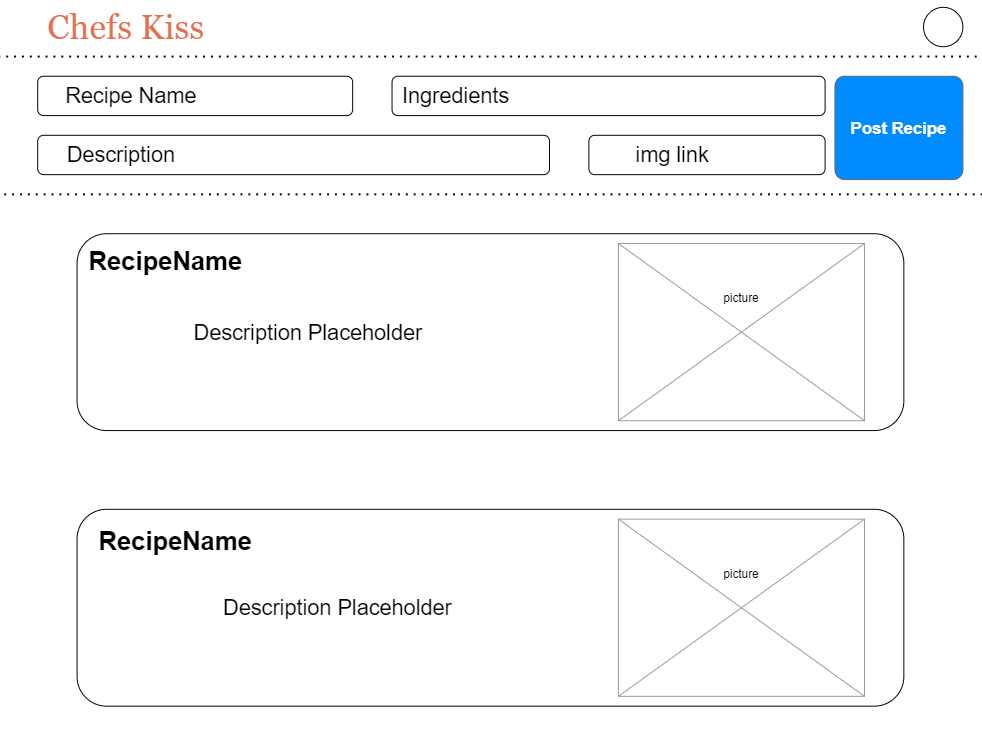 Chefs Kiss
Recipe Name
Ingredients
Post Recipe
Description
img link
RecipeName
picture
Description Placeholder
RecipeName
picture
Description Placeholder